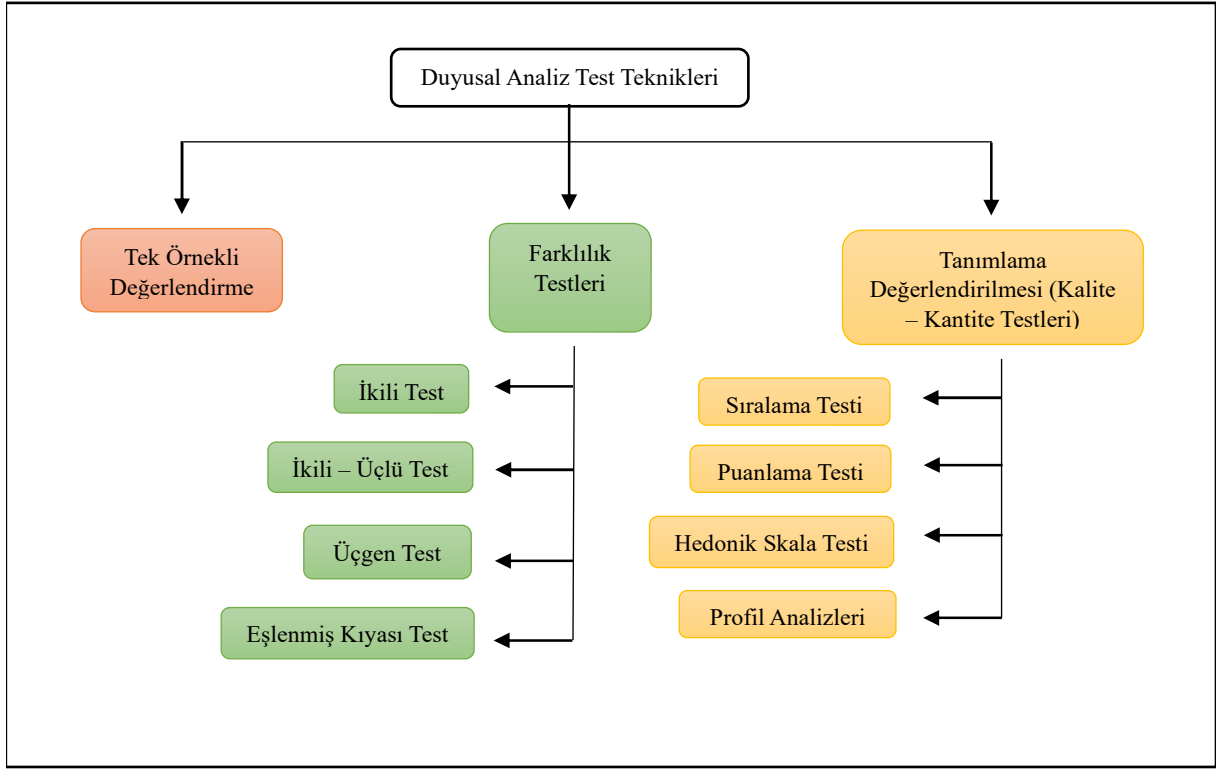 Duyusal Analiz Test Teknikleri
Tek Örnekli
Değerlendirme
Farklılık
Testleri
Tanımlama
Değerlendirilmesi (Kalite
– Kantite Testleri)
İkili Test
İkili – Üçlü Test
Üçgen Test
Eşlenmiş Kıyası Test
Sıralama Testi
Puanlama Testi
Hedonik Skala Testi
Profil Analizleri